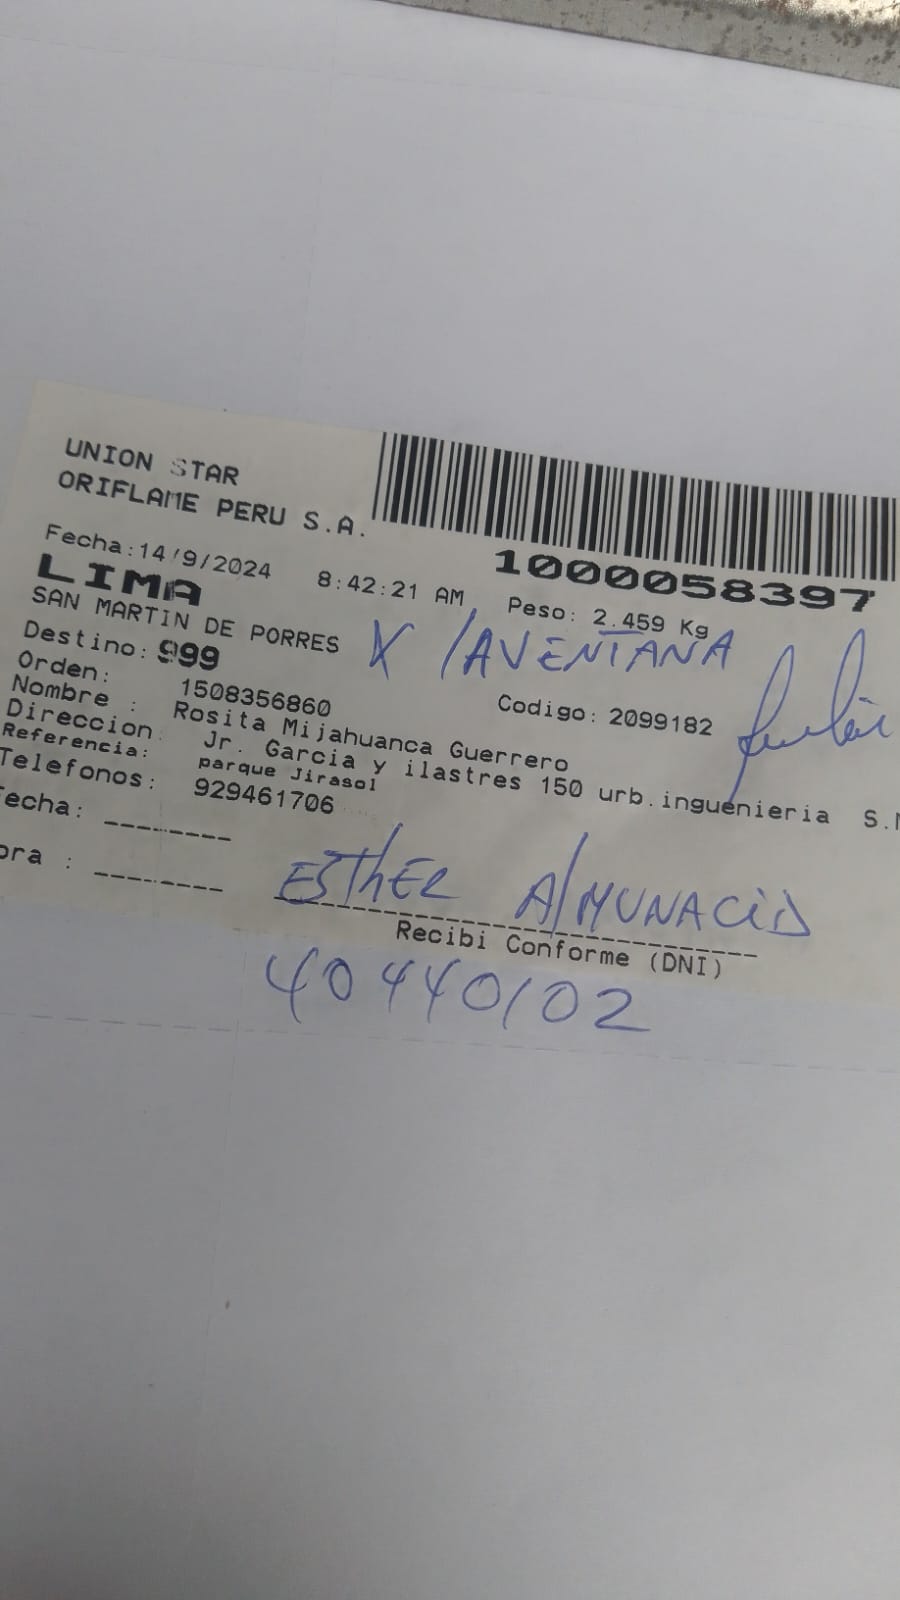 UNION STAR
ORIFLAME PERU S.A.
1000058397
Fecha:14/9/2024 8:42:21 AM Peso: 2.459 Kg
LIMA
SAN MARTIN DE PORRES X LAVENTANA
Destino: 999
Orden: 1508356860 Codigo: 2099182
Nombre : Rosita Mijahuanca Guerrero
Direccion: Jr. Garcia y ilastres 150 urb.inguenieria S.
Referencia: parque Jirasol
Telefonos: 929461706
echa: --------
ora : --------
ESTHER AlMUNACiD
Recibi Conforme (DNI)
40440102